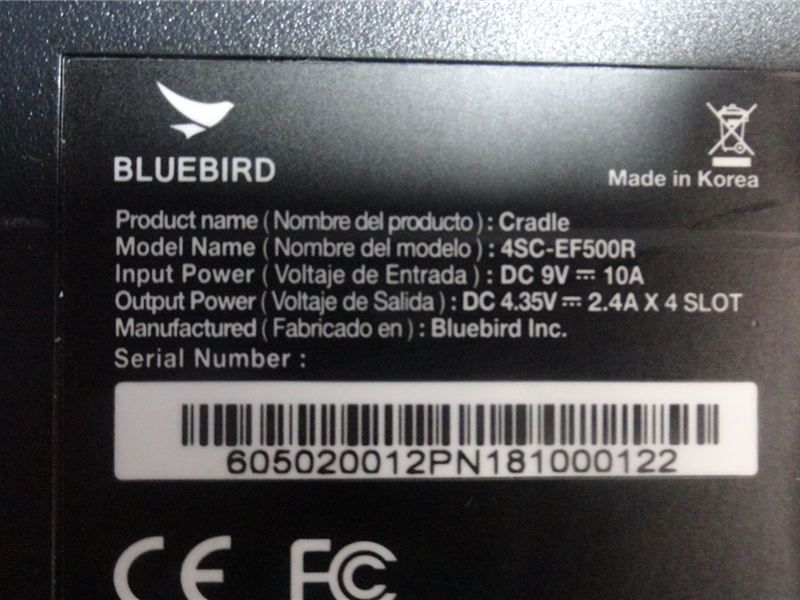 BLUEBIRD
Made in Korea
Product name ( Nombre del producto ) : Cradle
Model Name ( Nombre del modelo ) : 4SC-EF500R
Input Power ( Voltaje de Entrada ) : DC 9V ⎓ 10A
Output Power ( Voltaje de Salida ) : DC 4.35V ⎓ 2.4A X 4 SLOT
Manufactured ( Fabricado en ) : Bluebird Inc.
Serial Number :
605020012PN181000122
CE FC